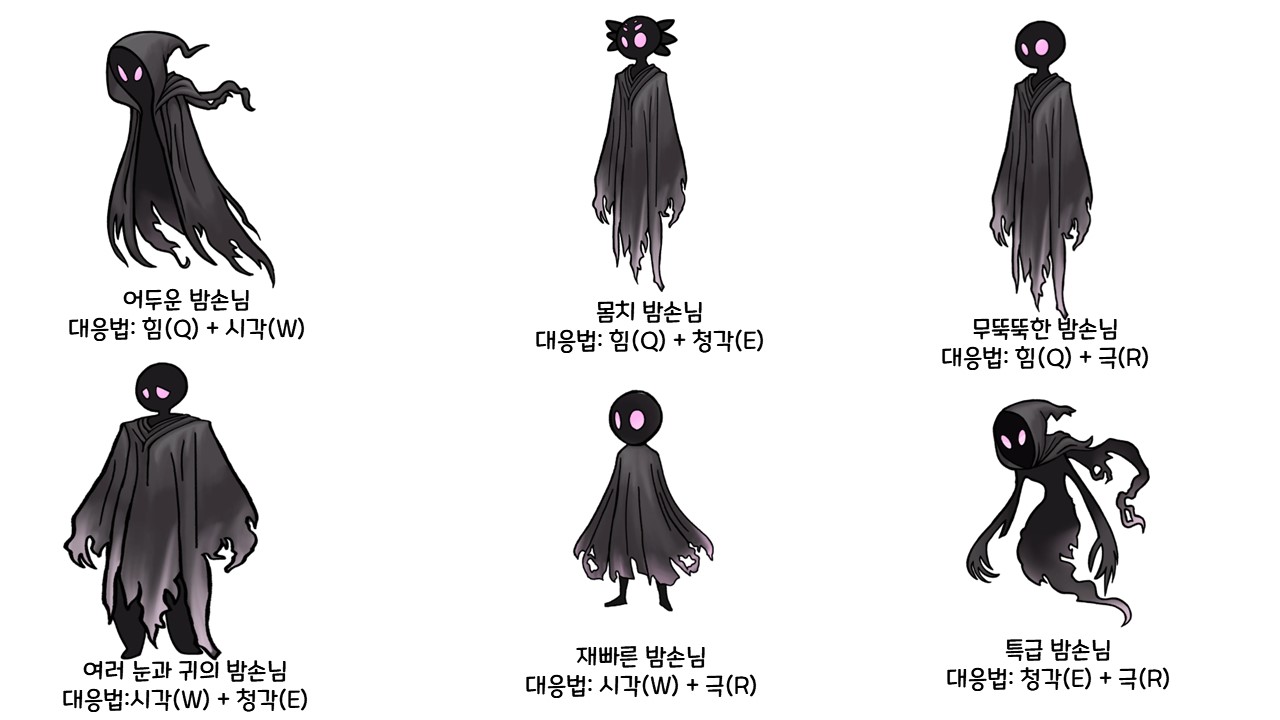 어두운 밤손님
대응법: 힘(Q) + 시각(W)
몸치 밤손님
대응법: 힘(Q) + 청각(E)
무뚝뚝한 밤손님
대응법: 힘(Q) + 극(R)
여러 눈과 귀의 밤손님
대응법:시각(W) + 청각(E)
재빠른 밤손님
대응법: 시각(W) + 극(R)
특급 밤손님
대응법: 청각(E) + 극(R)